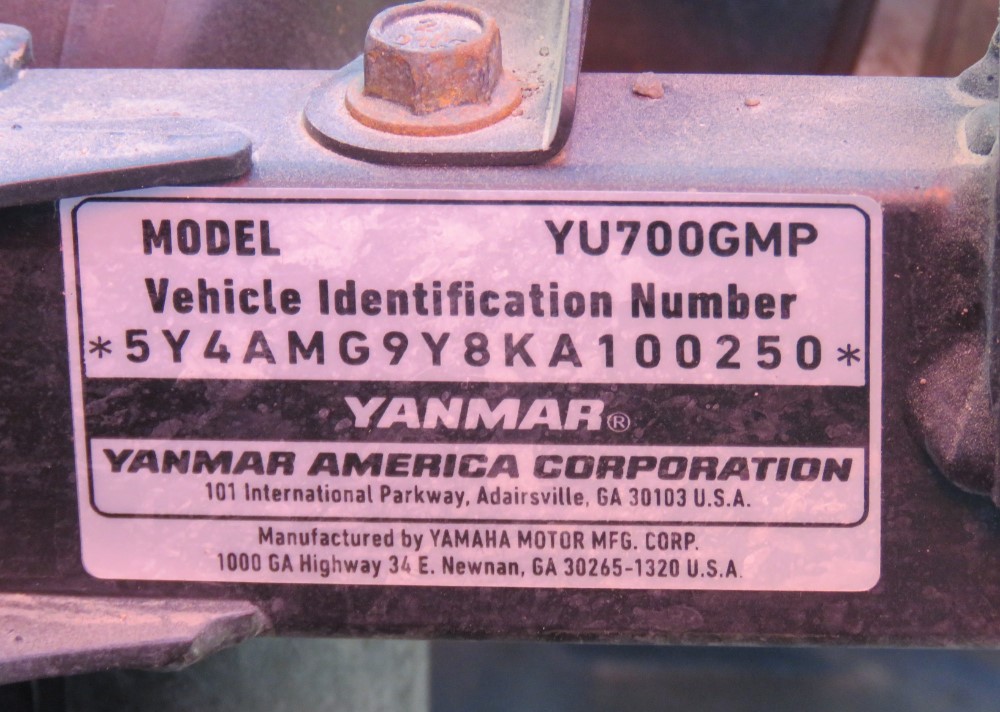 MODEL YU700GMP
Vehicle Identification Number
*5Y4AMG9Y8KA100250*
YANMAR®
YANMAR AMERICA CORPORATION
101 International Parkway, Adairsville, GA 30103 U.S.A.
Manufactured by YAMAHA MOTOR MFG. CORP.
1000 GA Highway 34 E. Newnan, GA 30265-1320 U.S.A.